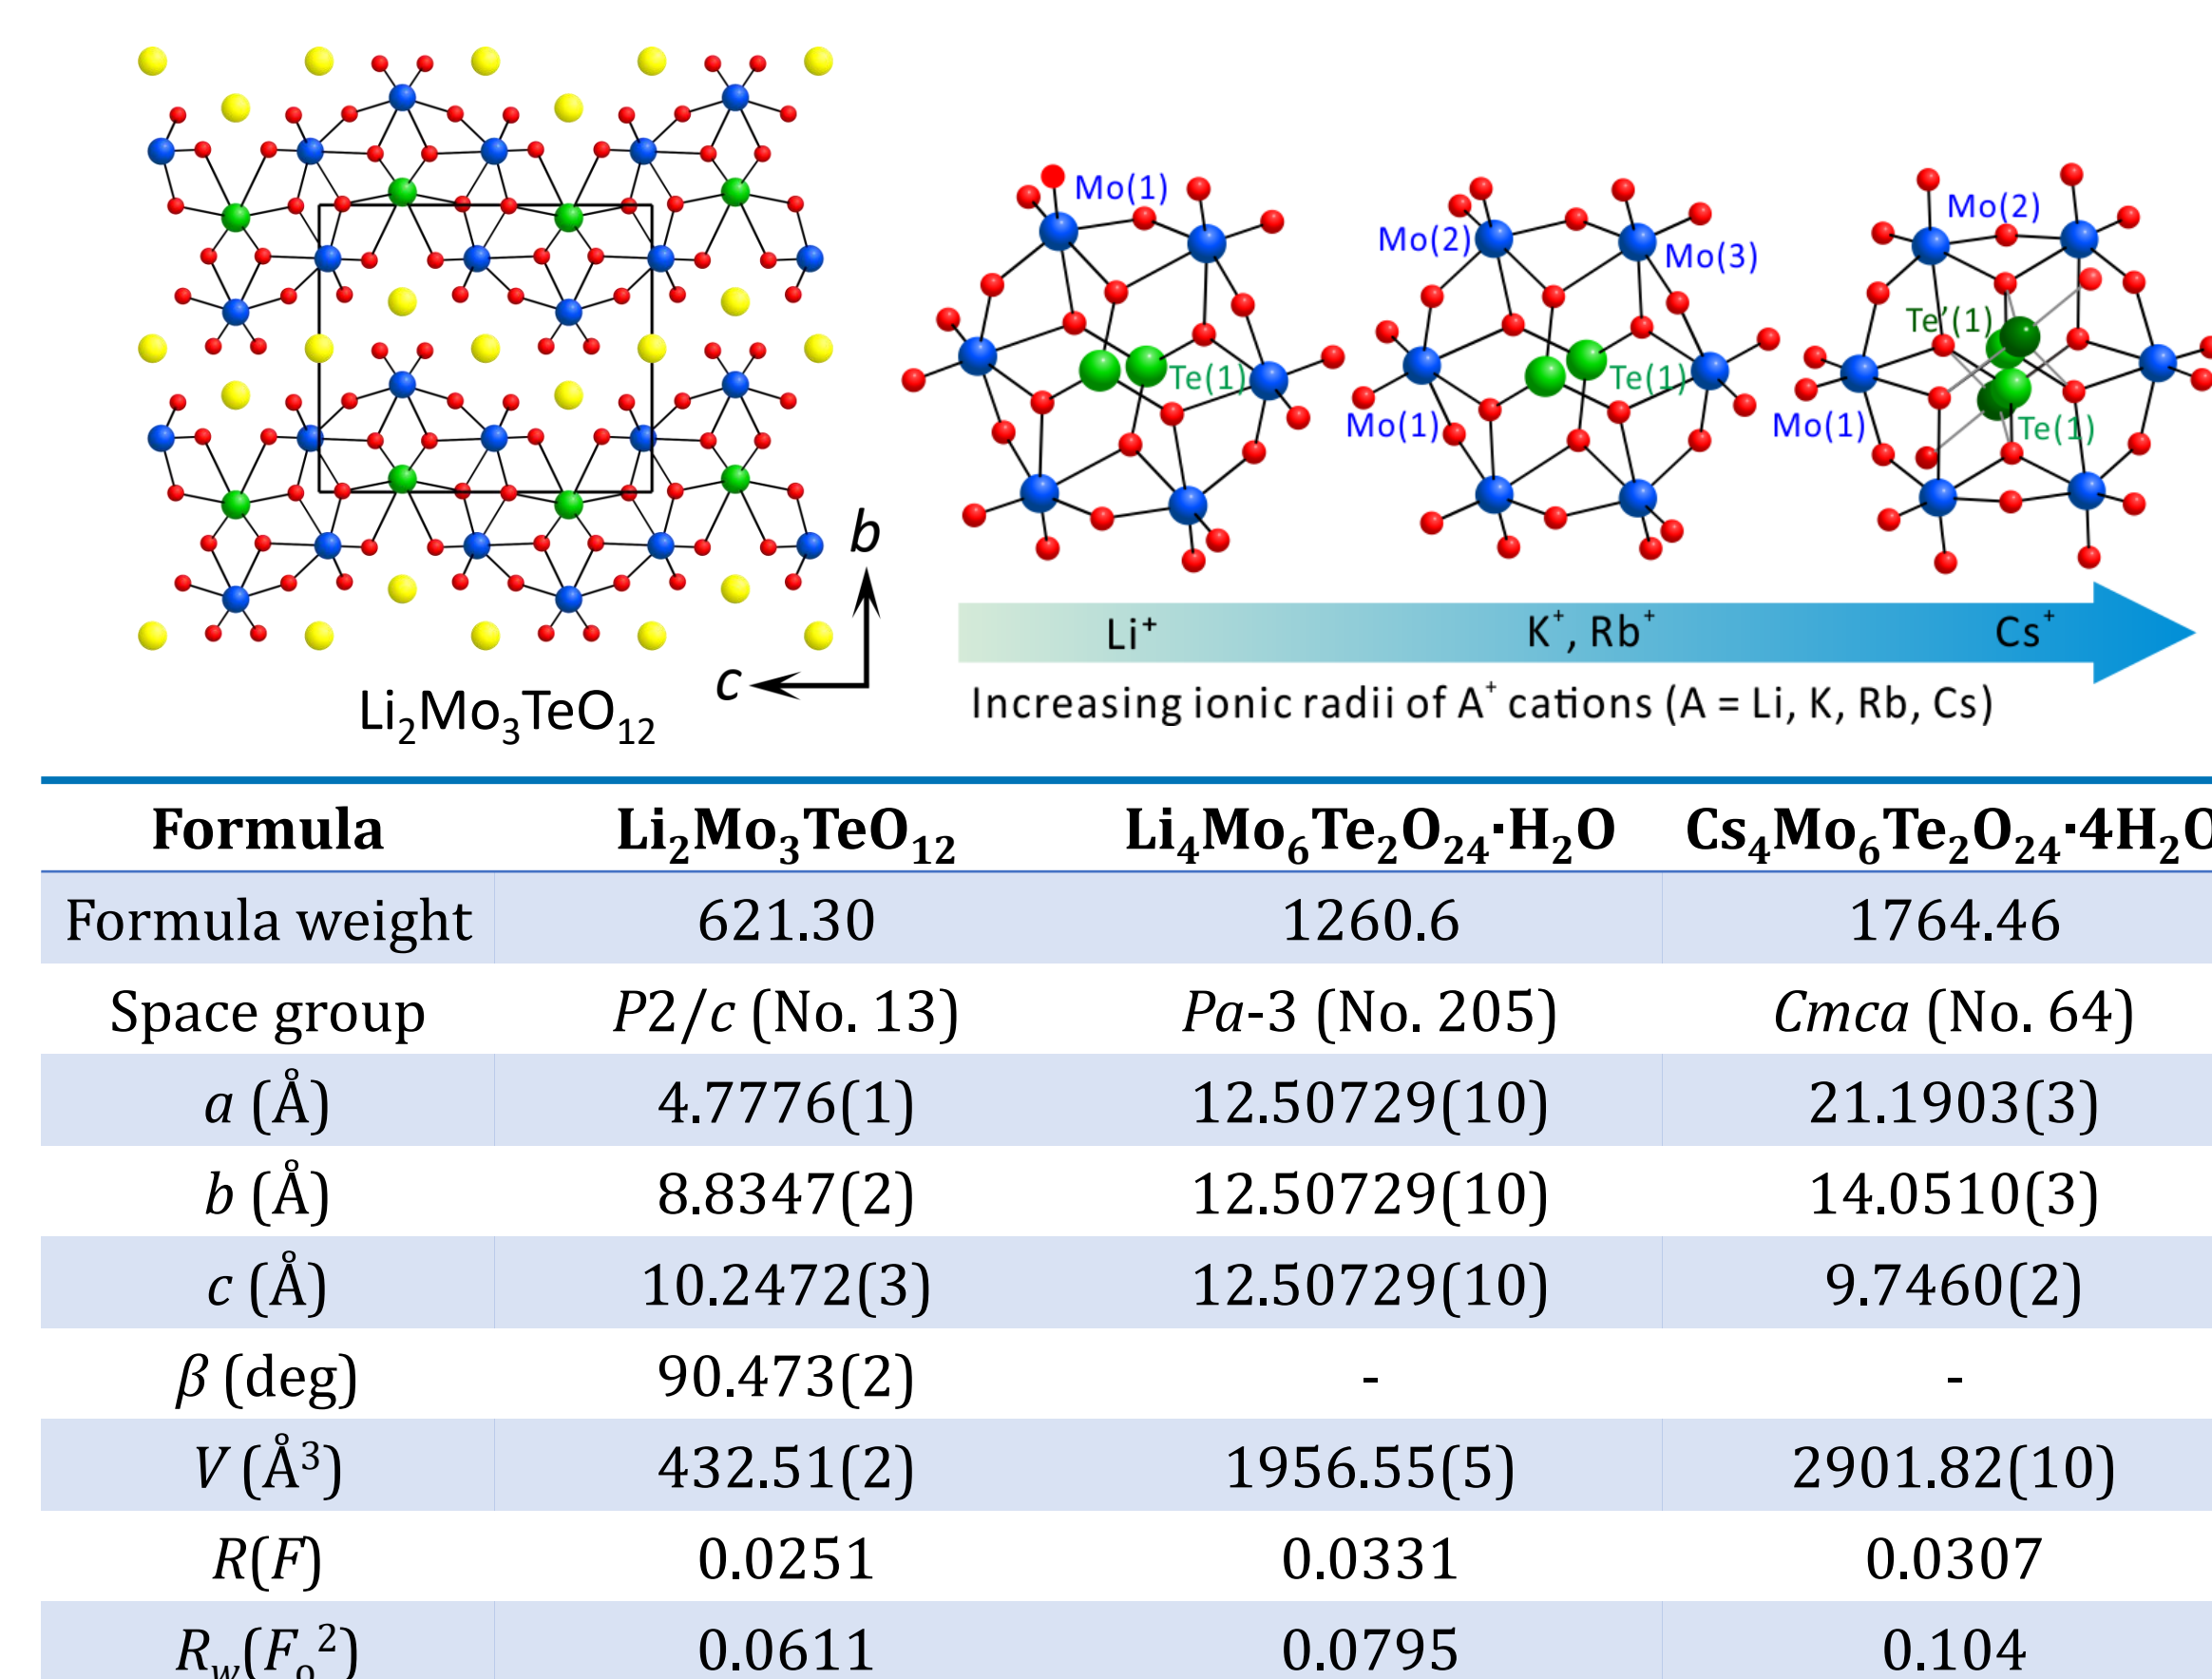 Mo(1)
Te(1)
Mo(2)
Mo(3)
Mo(1)
Te(1)
Mo(2)
Te'(1)
Mo(1)
Te(1)
b
c
Li₂Mo₃TeO₁₂
Li⁺ K⁺, Rb⁺ Cs⁺
Increasing ionic radii of A⁺ cations (A = Li, K, Rb, Cs)
Formula Li₂Mo₃TeO₁₂ Li₄Mo₆Te₂O₂₄·H₂O Cs₄Mo₆Te₂O₂₄·4H₂O
Formula weight 621.30 1260.6 1764.46
Space group P2/c (No. 13) Pa-3 (No. 205) Cmca (No. 64)
a (Å) 4.7776(1) 12.50729(10) 21.1903(3)
b (Å) 8.8347(2) 12.50729(10) 14.0510(3)
c (Å) 10.2472(3) 12.50729(10) 9.7460(2)
β (deg) 90.473(2) - -
V (Å³) 432.51(2) 1956.55(5) 2901.82(10)
R(F) 0.0251 0.0331 0.0307
R_w(F_o²) 0.0611 0.0795 0.104